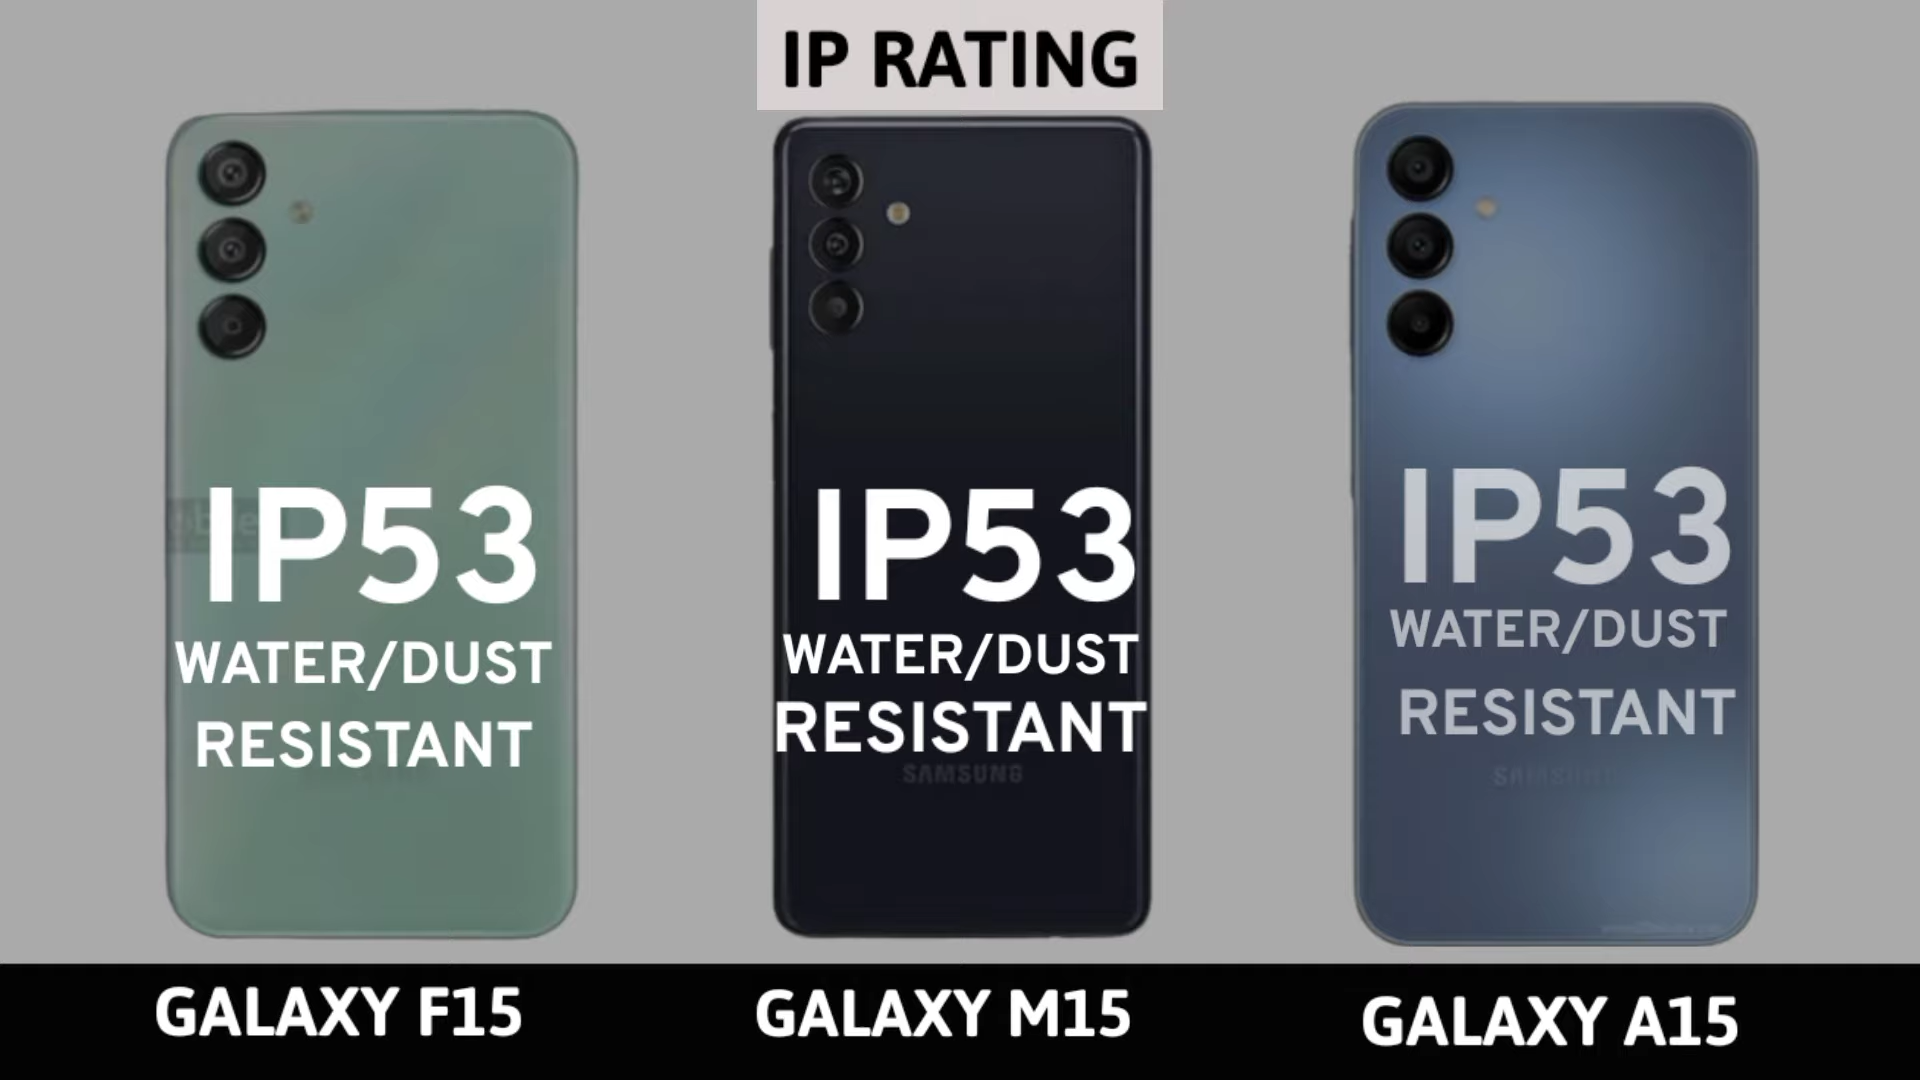 IP RATING
IP53
WATER/DUST
RESISTANT
IP53
WATER/DUST
RESISTANT
SAMSUNG
IP53
WATER/DUST
RESISTANT
SAMSUNG
GALAXY F15
GALAXY M15
GALAXY A15